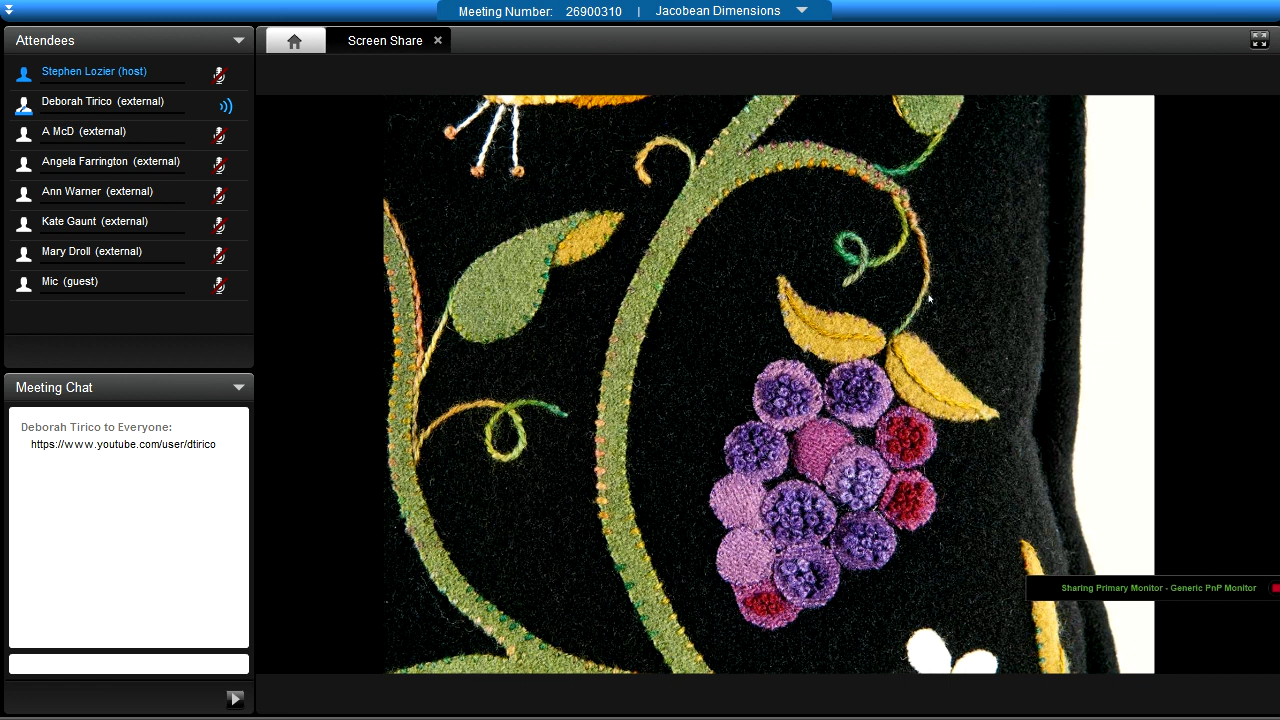 Meeting Number: 26900310 | Jacobean Dimensions
Attendees
Stephen Lozier (host)
Deborah Tirico (external)
A McD (external)
Angela Farrington (external)
Ann Warner (external)
Kate Gaunt (external)
Mary Droll (external)
Mic (guest)
Meeting Chat
Deborah Tirico to Everyone:
https://www.youtube.com/user/dtirico
Screen Share
Sharing Primary Monitor - Generic PnP Monitor